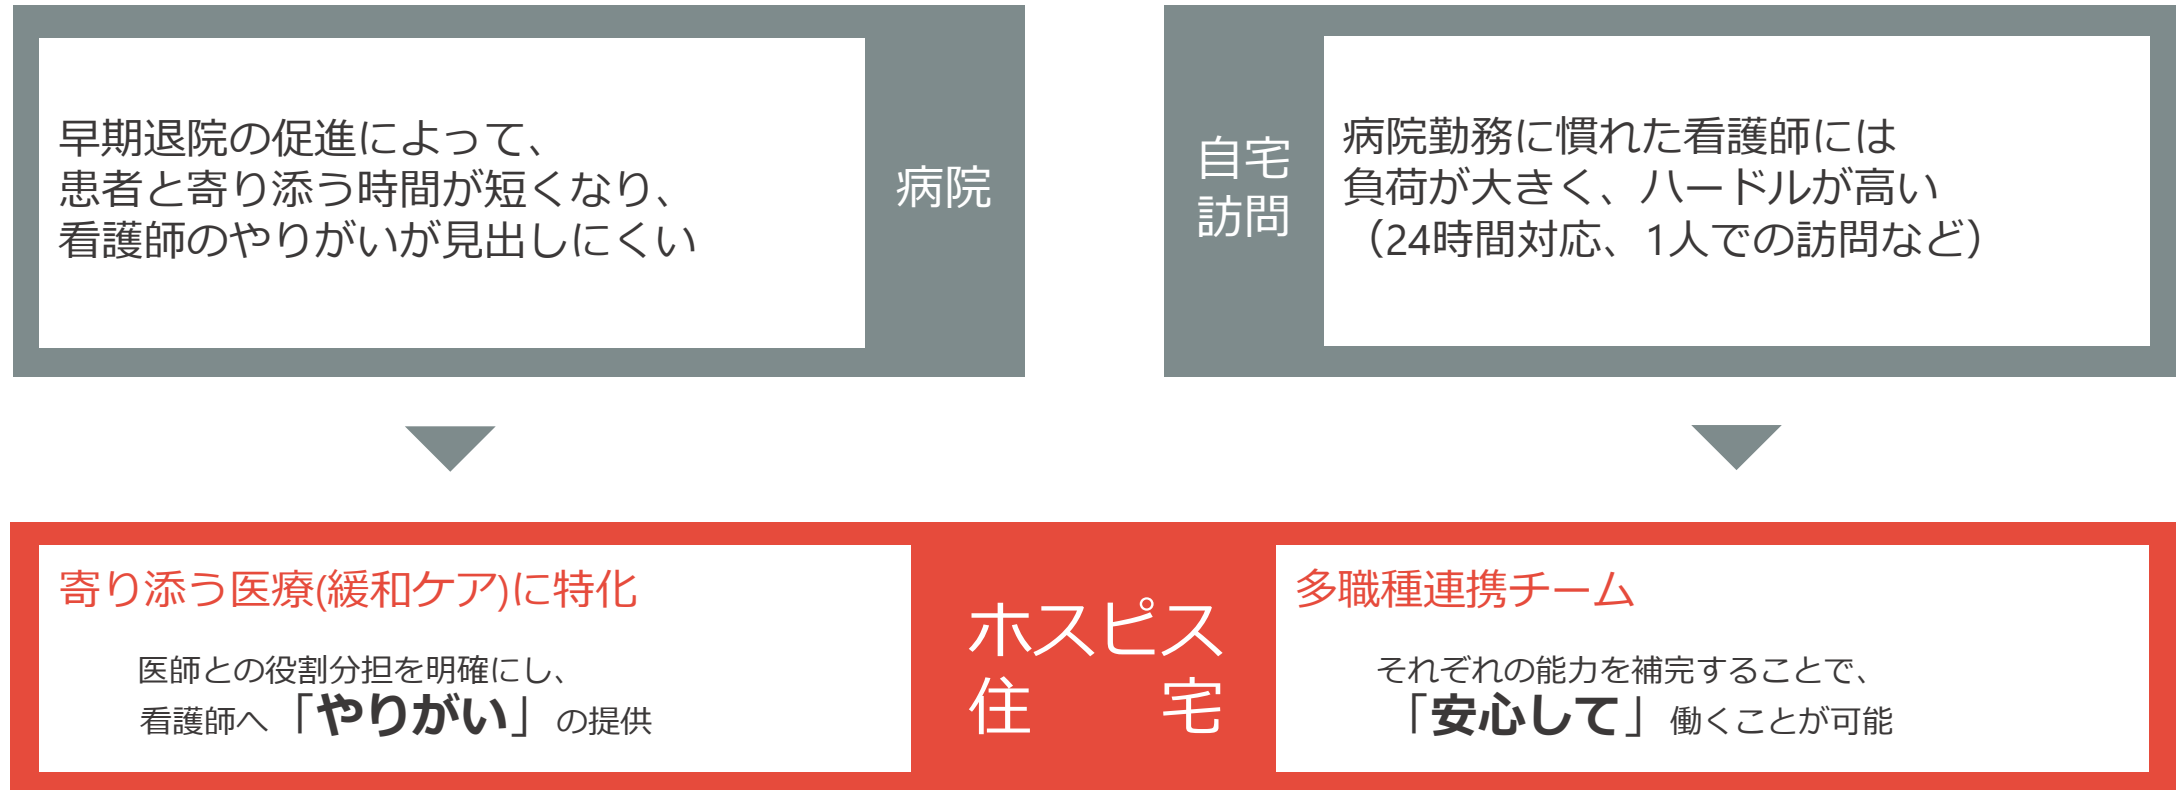 早期退院の促進によって、
患者と寄り添う時間が短くなり、
看護師のやりがいが見出しにくい
病院
自宅
訪問
病院勤務に慣れた看護師には
負荷が大きく、ハードルが高い
（24時間対応、1人での訪問など）
寄り添う医療(緩和ケア)に特化
医師との役割分担を明確にし、
看護師へ「やりがい」の提供
ホスピス
住　宅
多職種連携チーム
それぞれの能力を補完することで、
「安心して」働くことが可能